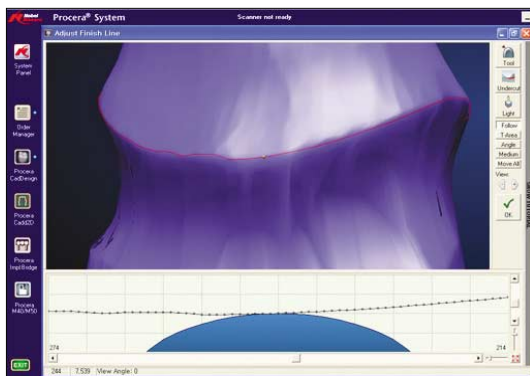 Nobel
Procera® System
Scanner not ready
Adjust Finish Line
System
Panel
Order
Manager
Procera
CadDesign
Procera
Cadd2D
Procera
ImplBridge
Procera
M40/M50
EXIT
Tool
Undercut
Light
Follow
T-Area
Angle
Medium
Move All
View:
OK
274
214
244 7,539 View Angle: 0